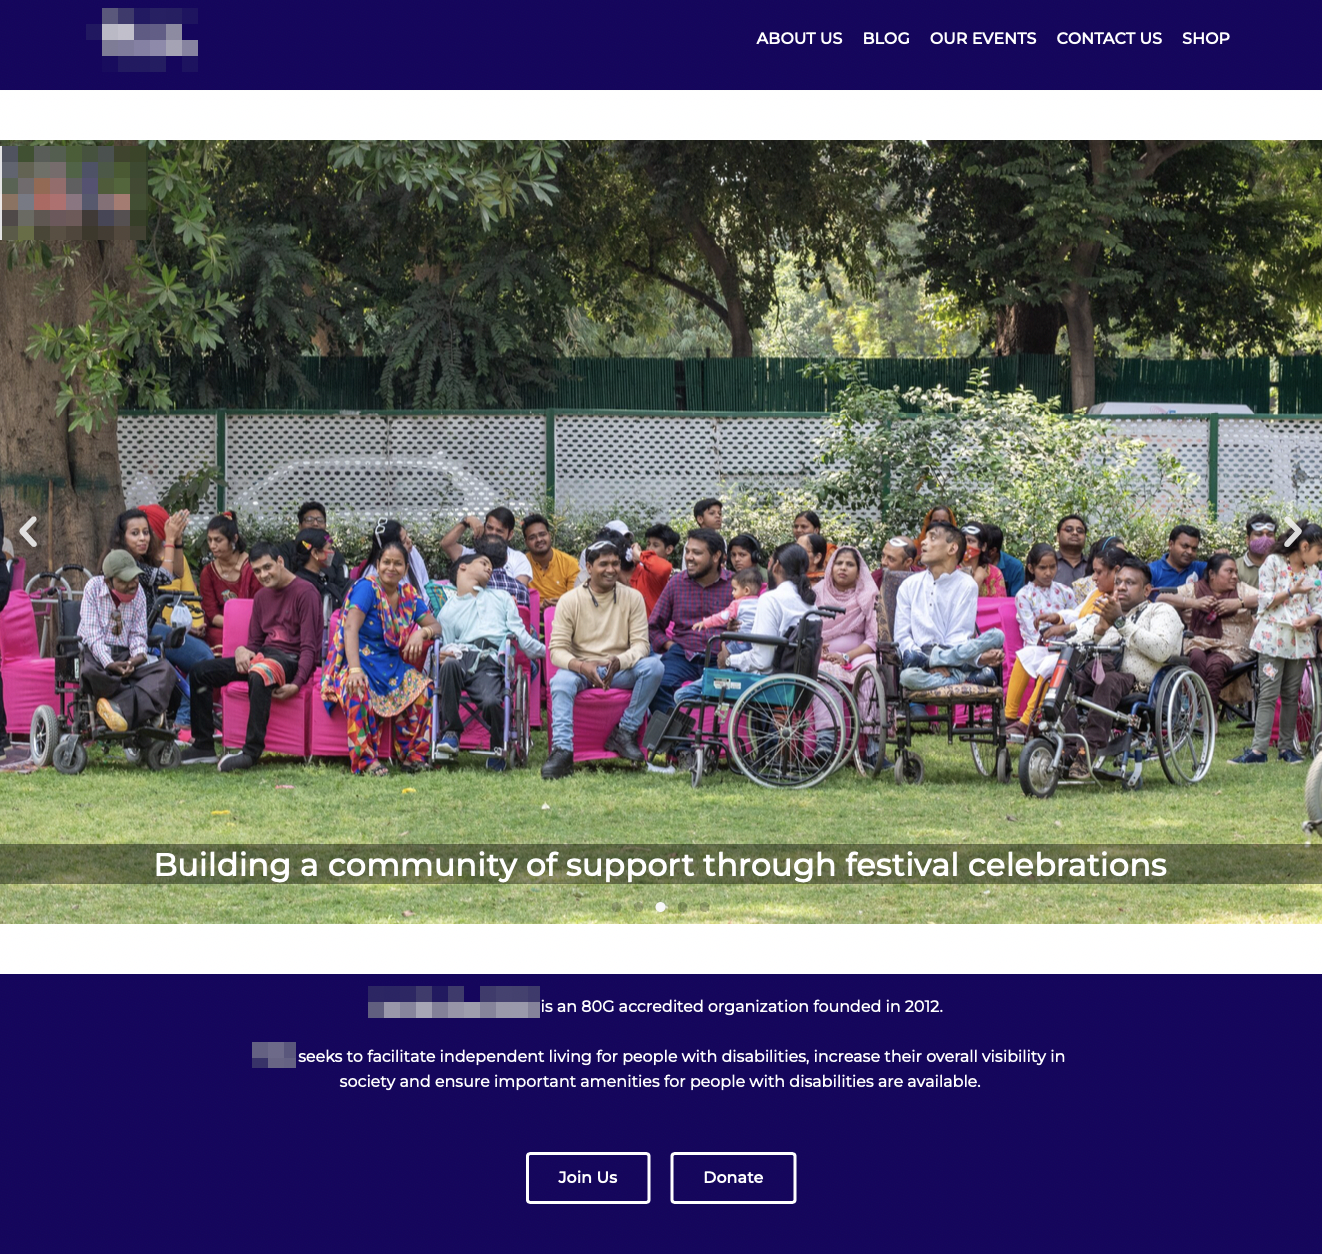 ABOUT US BLOG OUR EVENTS CONTACT US SHOP
Building a community of support through festival celebrations
is an 80G accredited organization founded in 2012.
seeks to facilitate independent living for people with disabilities, increase their overall visibility in
society and ensure important amenities for people with disabilities are available.
Join Us Donate